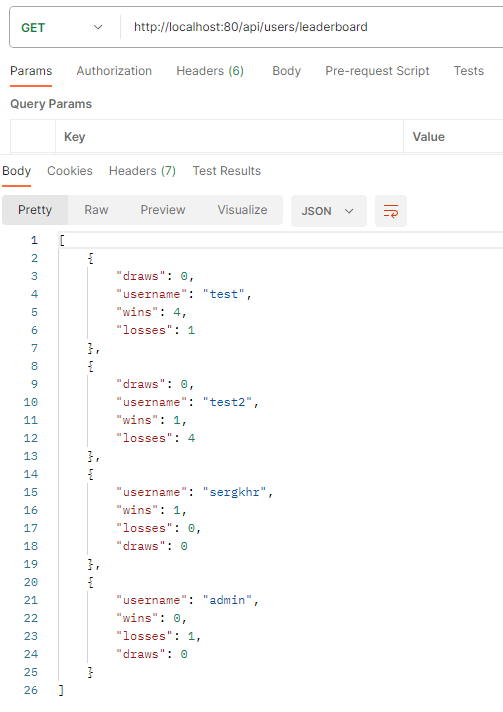 GET http://localhost:80/api/users/leaderboard
Params Authorization Headers (6) Body Pre-request Script Tests
Query Params
Key Value
Body Cookies Headers (7) Test Results
Pretty Raw Preview Visualize JSON
1 [
2 {
3 "draws": 0,
4 "username": "test",
5 "wins": 4,
6 "losses": 1
7 },
8 {
9 "draws": 0,
10 "username": "test2",
11 "wins": 1,
12 "losses": 4
13 },
14 {
15 "username": "sergkhr",
16 "wins": 1,
17 "losses": 0,
18 "draws": 0
19 },
20 {
21 "username": "admin",
22 "wins": 0,
23 "losses": 1,
24 "draws": 0
25 }
26 ]